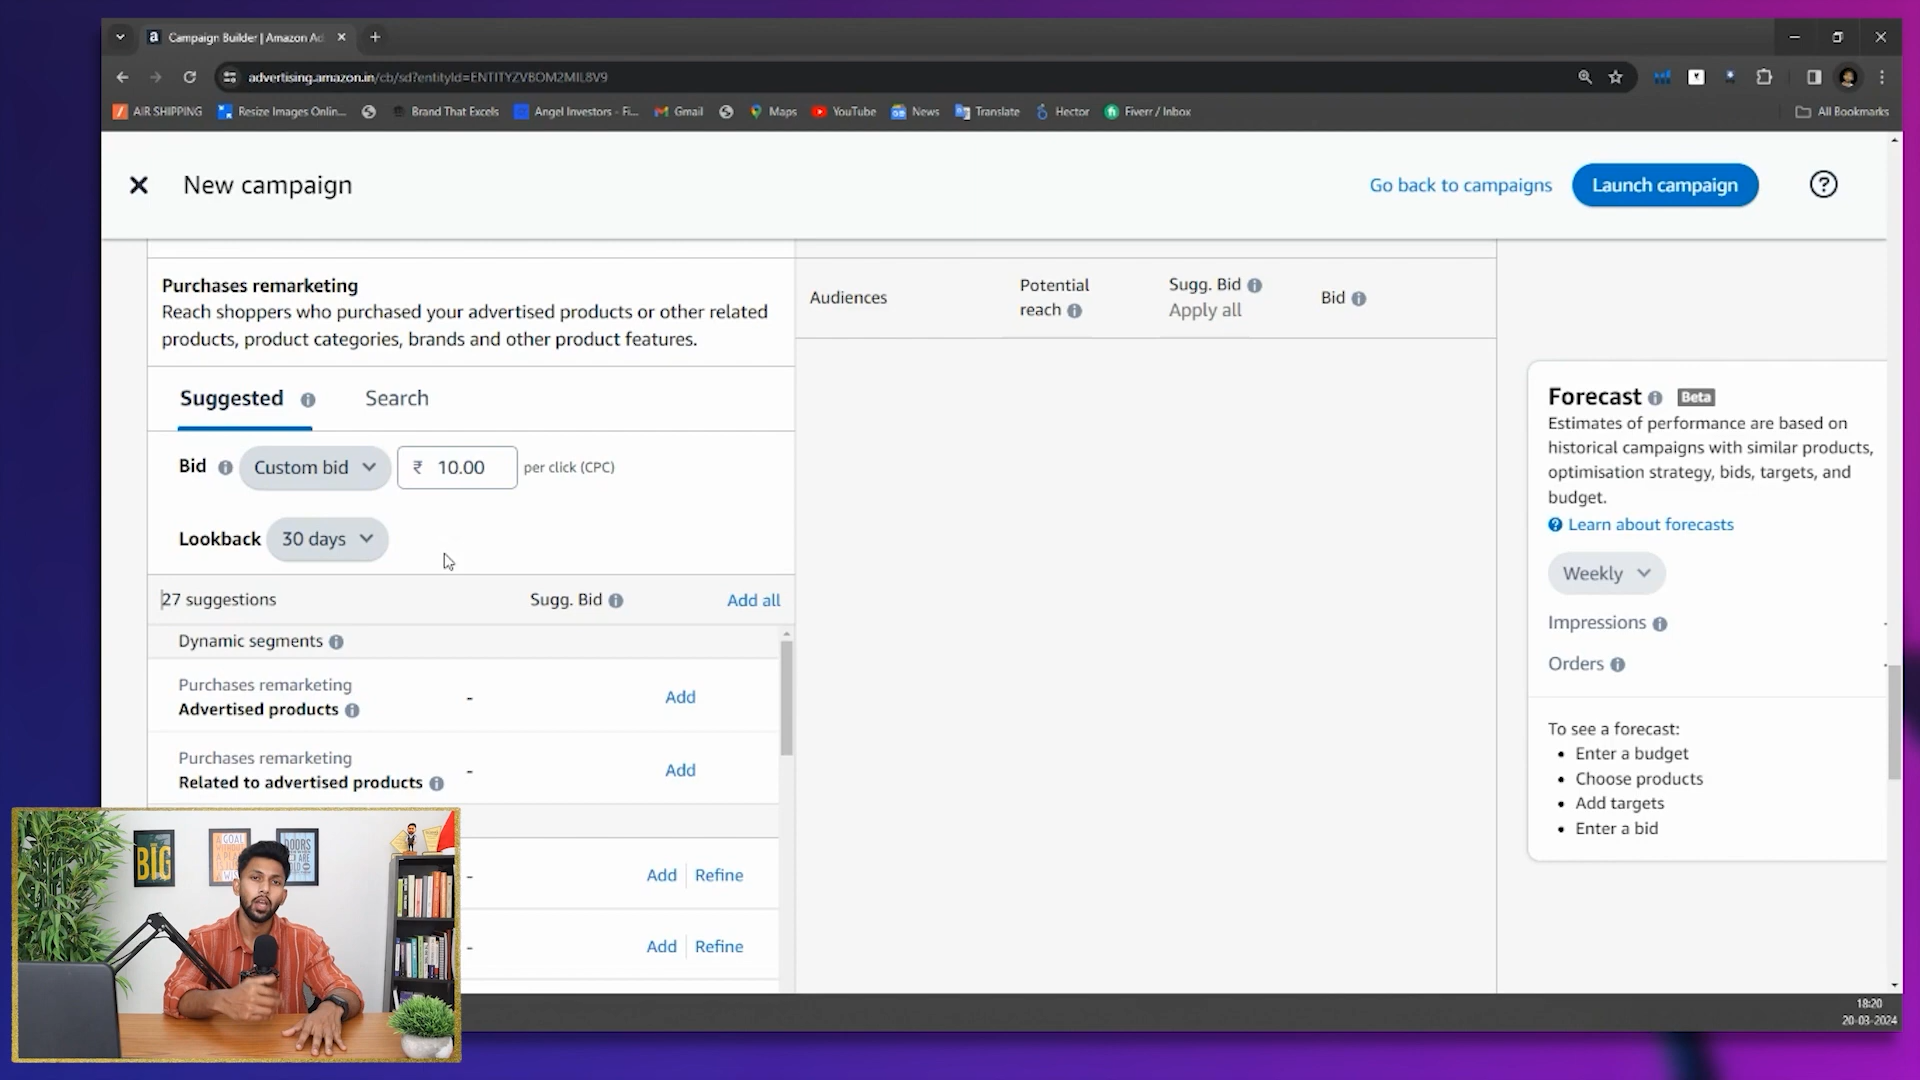 Campaign Builder | Amazon Ad
advertising.amazon.in/cb/sd?entityId=ENTITYZVBOM2MIL8V9
AIR SHIPPING
Resize Images Onlin...
Brand That Excels
Angel Investors - Fi...
Gmail
Maps
YouTube
News
Translate
Hector
Fiverr / Inbox
All Bookmarks
New campaign
Go back to campaigns
Launch campaign
Purchases remarketing
Reach shoppers who purchased your advertised products or other related
products, product categories, brands and other product features.
Suggested
Search
Bid
Custom bid
₹ 10.00
per click (CPC)
Lookback
30 days
27 suggestions
Sugg. Bid
Add all
Dynamic segments
Purchases remarketing
Advertised products
-
Add
Purchases remarketing
Related to advertised products
-
Add
-
Add
Refine
-
Add
Refine
Audiences
Potential
reach
Sugg. Bid
Apply all
Bid
Forecast
Beta
Estimates of performance are based on
historical campaigns with similar products,
optimisation strategy, bids, targets, and
budget.
Learn about forecasts
Weekly
Impressions
-
Orders
-
To see a forecast:
• Enter a budget
• Choose products
• Add targets
• Enter a bid
BIG
A GOAL
18:20
20-03-2024